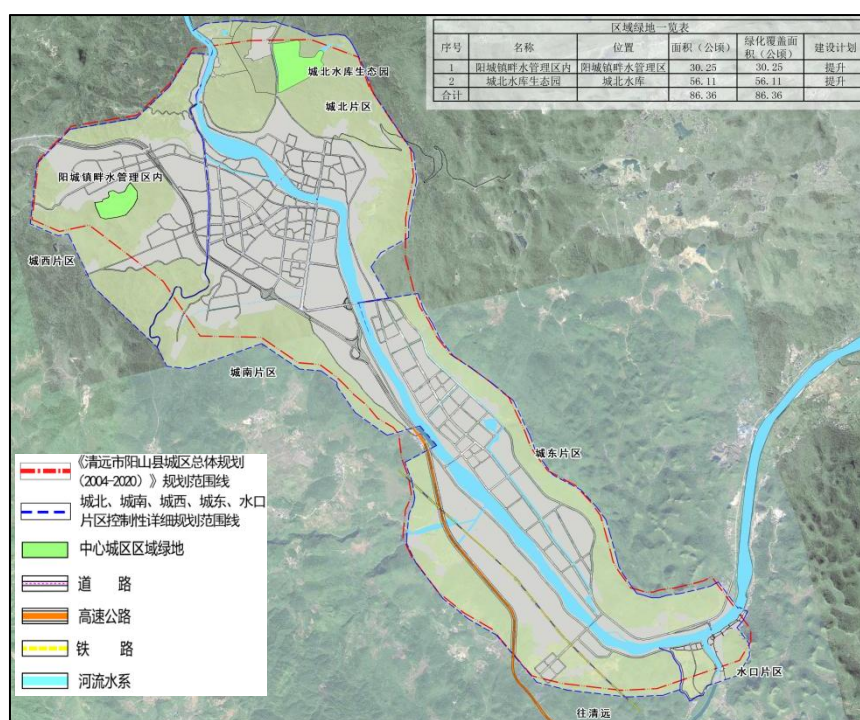 区域绿地一览表
序号 名称 位置 面积（公顷） 绿化覆盖面积（公顷） 建设计划
1 阳城镇畔水管理区内 阳城镇畔水管理区 30.25 30.25 提升
2 城北水库生态园 城北水库 56.11 56.11 提升
合计 86.36 86.36
城北水库生态园
城北片区
阳城镇畔水管理区内
城西片区
城南片区
城东片区
水口片区
往清远
《清远市阳山县城区总体规划
（2004-2020）》规划范围线
城北、城南、城西、城东、水口
片区控制性详细规划范围线
中心城区区域绿地
道 路
高速公路
铁 路
河流水系